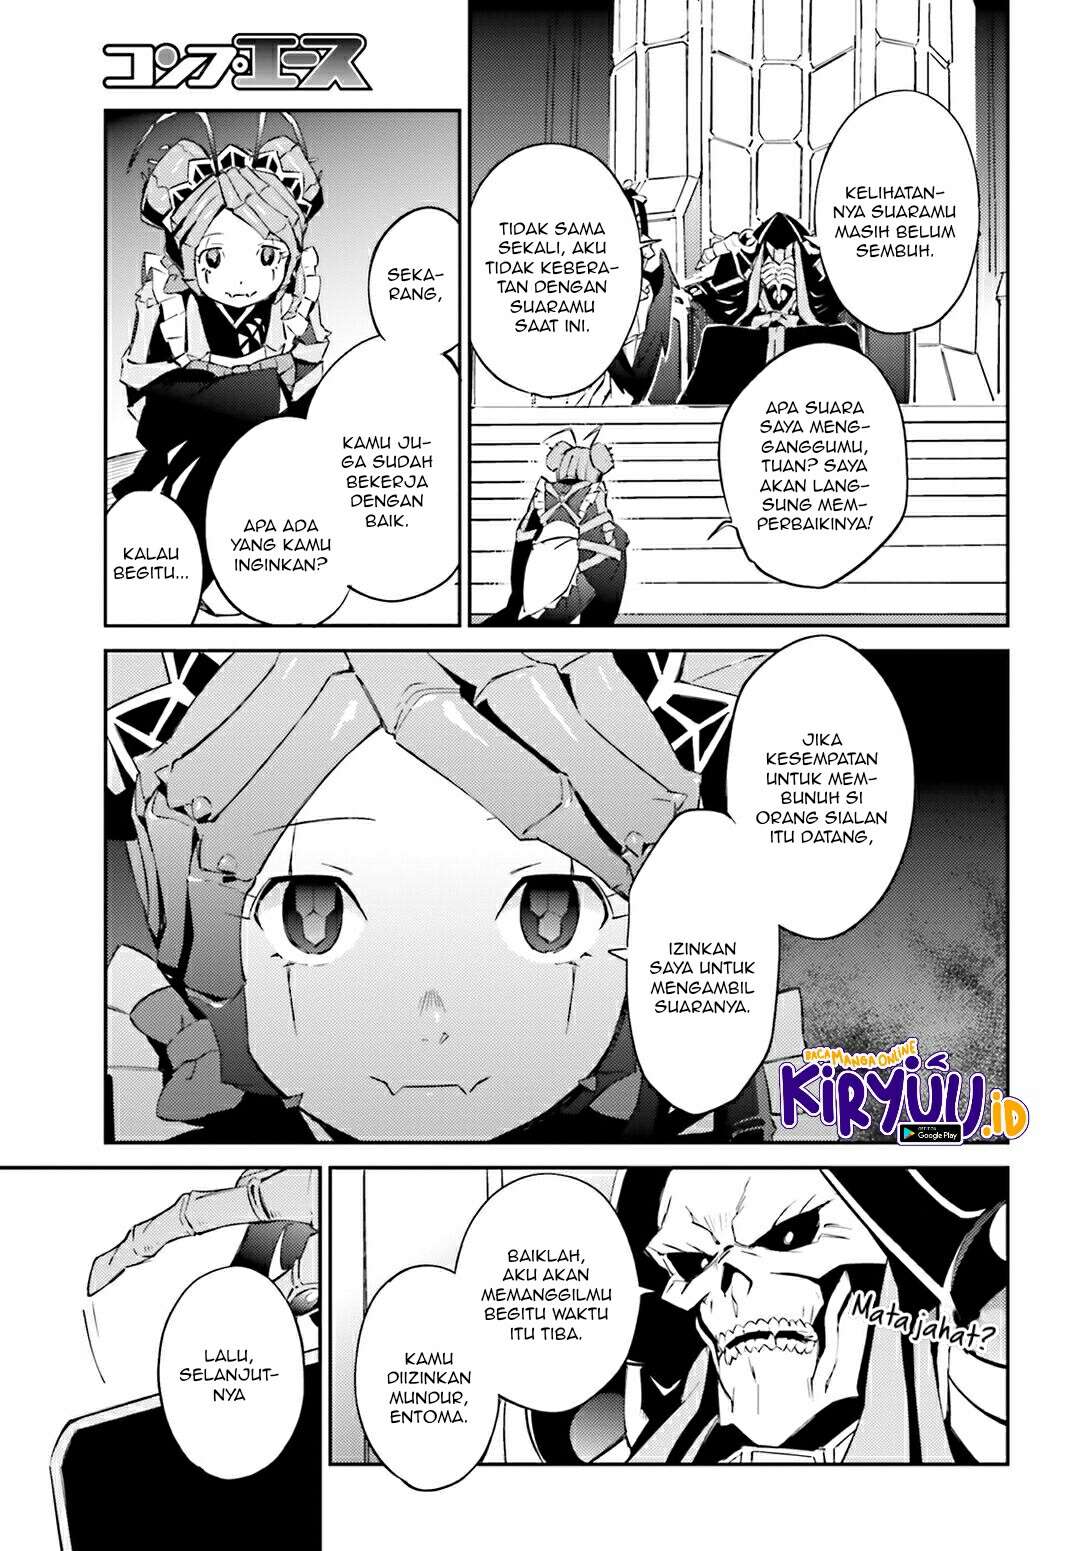 コンプ・エース
KELIHATAN-
NYA SUARAMU
MASIH BELUM
SEMBUH.
APA SUARA
SAYA MENG-
GANGGUMU,
TUAN? SAYA
AKAN LANG-
SUNG MEM-
PERBAIKINYA!
TIDAK SAMA
SEKALI, AKU
TIDAK KEBERA-
TAN DENGAN
SUARAMU
SAAT INI.
SEKA-
RANG,
KAMU JU-
GA SUDAH
BEKERJA
DENGAN
BAIK.
APA ADA
YANG KAMU
INGINKAN?
KALAU
BEGITU...
JIKA
KESEMPATAN
UNTUK MEM-
BUNUH SI
ORANG SIALAN
ITU DATANG,
IZINKAN
SAYA UNTUK
MENGAMBIL
SUARANYA.
BACA MANGA ONLINE
KIRYUU.iD
GET IT ON
Google Play
Mata jahat?
BAIKLAH,
AKU AKAN
MEMANGGILMU
BEGITU WAKTU
ITU TIBA.
KAMU
DIIZINKAN
MUNDUR,
ENTOMA.
LALU,
SELANJUT-
NYA